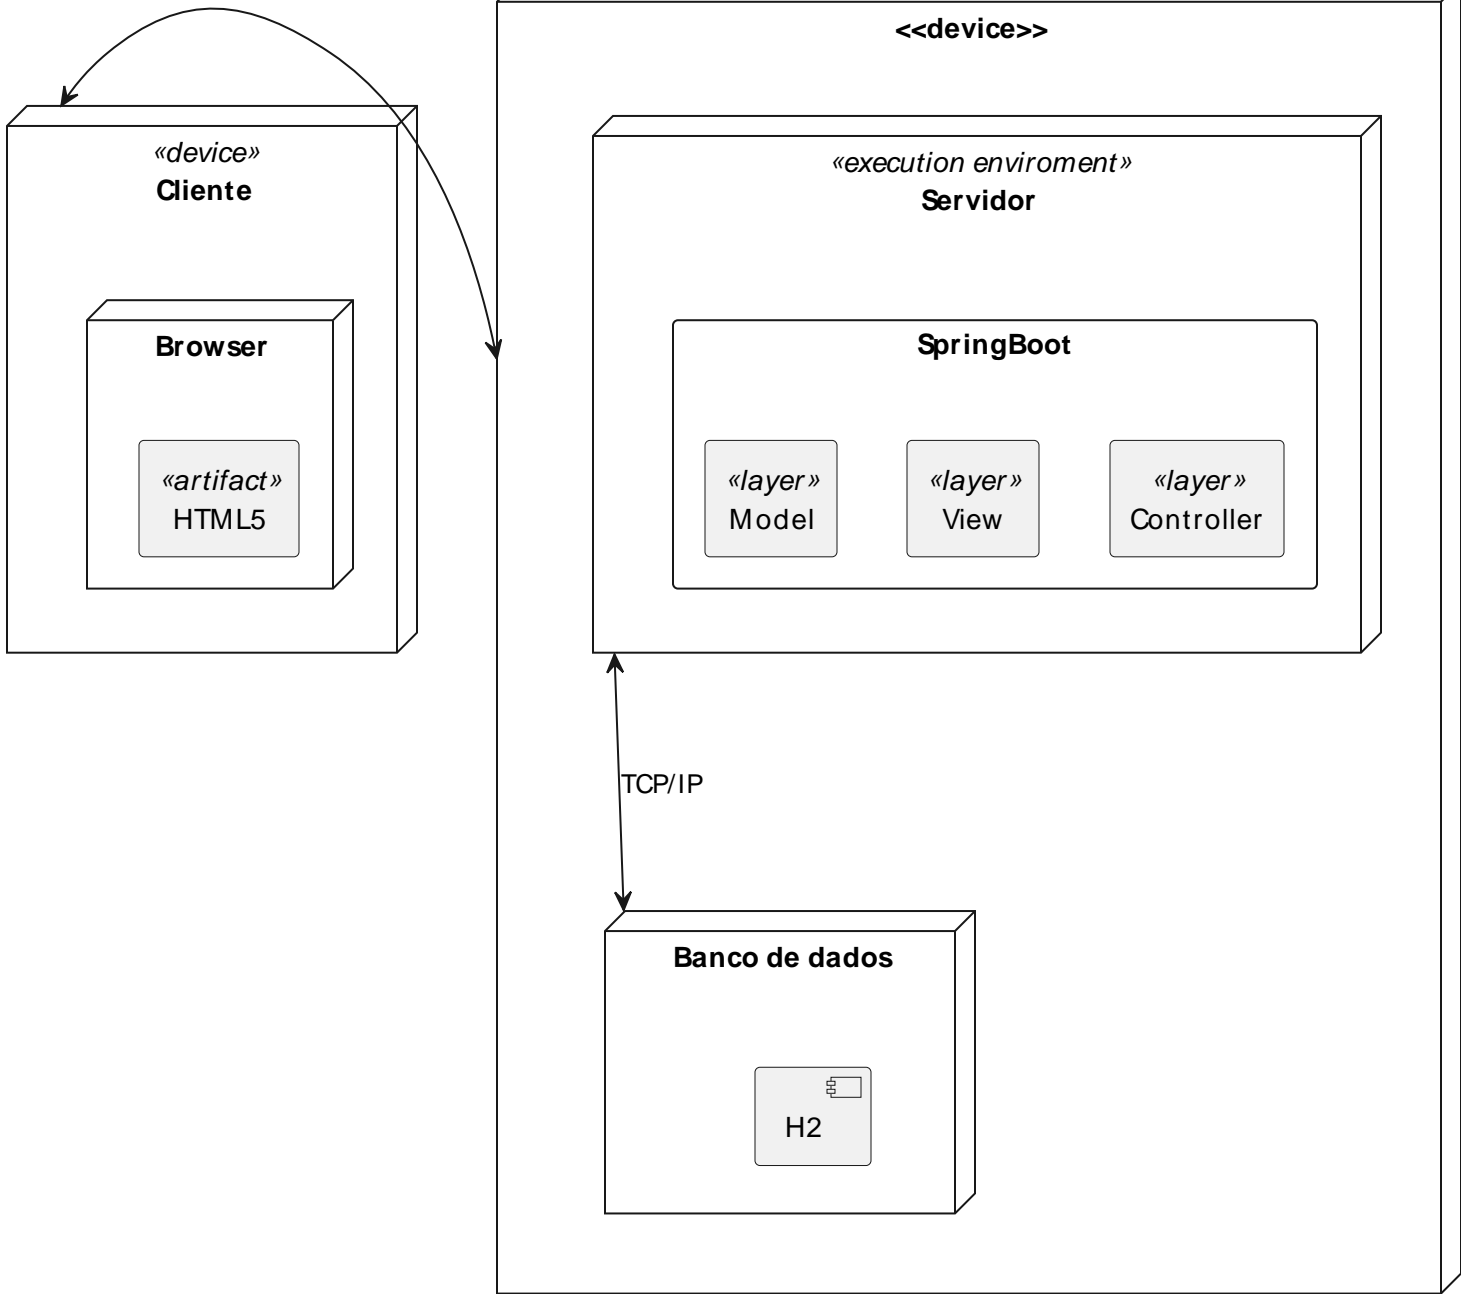 <<device>>
«device»
Cliente
Browser
«artifact»
HTML5
«execution enviroment»
Servidor
SpringBoot
«layer»
Model
«layer»
View
«layer»
Controller
TCP/IP
Banco de dados
H2